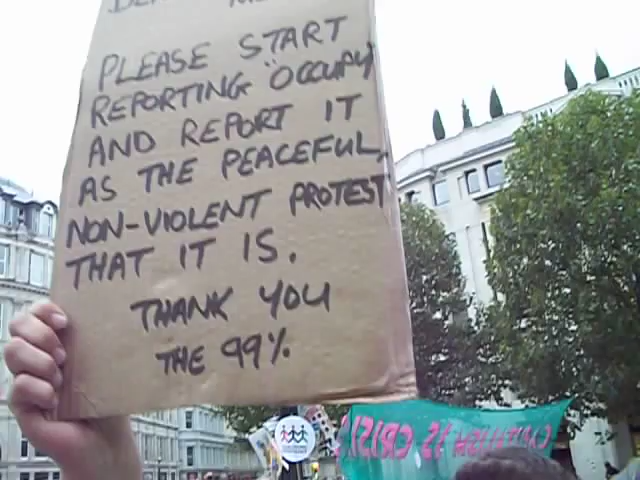 PLEASE START
REPORTING "OCCUPY
AND REPORT IT
AS THE PEACEFUL,
NON-VIOLENT PROTEST
THAT IT IS.
THANK YOU
THE 99%
CAPITALISM IS CRISIS